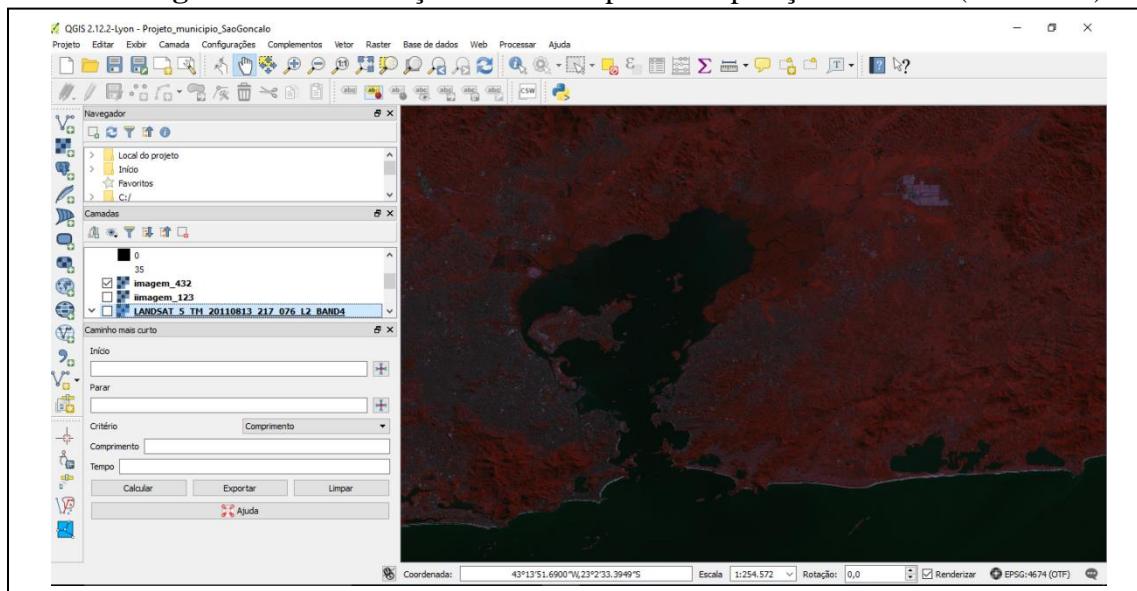 QGIS 2.12.2-Lyon - Projeto_municipio_SaoGoncalo
Projeto Editar Exibir Camada Configurações Complementos Vetor Raster Base de dados Web Processar Ajuda
Navegador
Local do projeto
Início
Favoritos
C:/
Camadas
0
35
imagem_432
iimagem_123
LANDSAT_5_TM_20110813_217_076_L2_BAND4
Caminho mais curto
Início
Parar
Critério Comprimento
Comprimento
Tempo
Calcular Exportar Limpar
Ajuda
Coordenada: 43°13'51.6900"W,23°2'33.3949"S Escala 1:254.572 Rotação: 0,0 Renderizar EPSG:4674 (OTF)